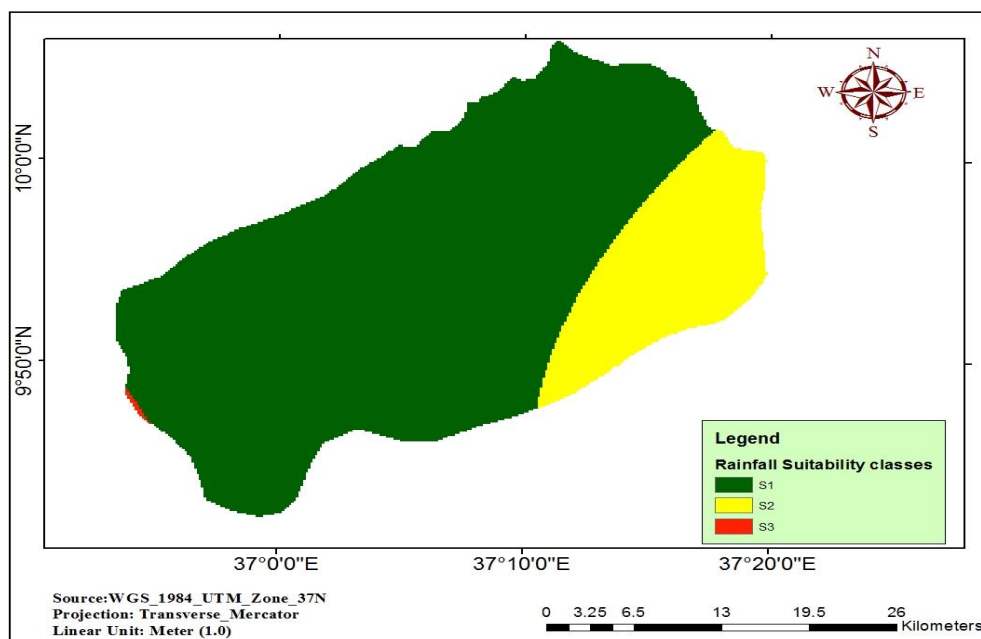 N
W E
S
10°0'0"N
9°50'0"N
Legend
Rainfall Suitability classes
S1
S2
S3
37°0'0"E 37°10'0"E 37°20'0"E
Source:WGS_1984_UTM_Zone_37N
Projection: Transverse_Mercator
Linear Unit: Meter (1.0)
0 3.25 6.5 13 19.5 26
Kilometers